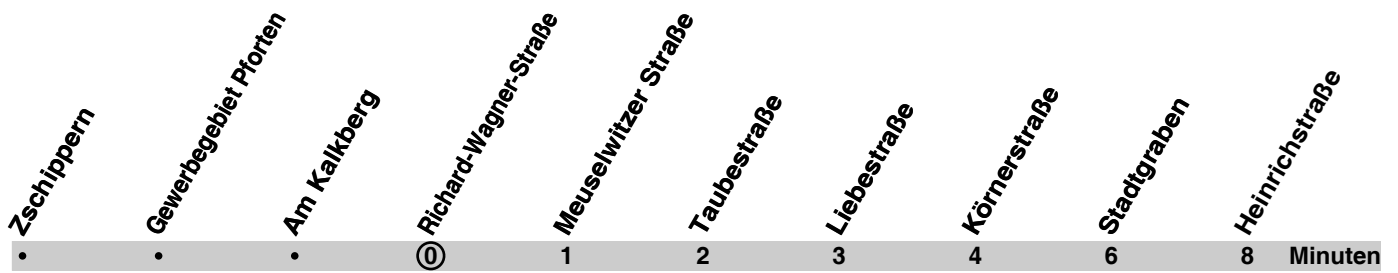 Zschippern
Gewerbegebiet Pforten
Am Kalkberg
Richard-Wagner-Straße
Meuselwitzer Straße
Taubestraße
Liebestraße
Körnerstraße
Stadtgraben
Heinrichstraße
• • • 0 1 2 3 4 6 8 Minuten